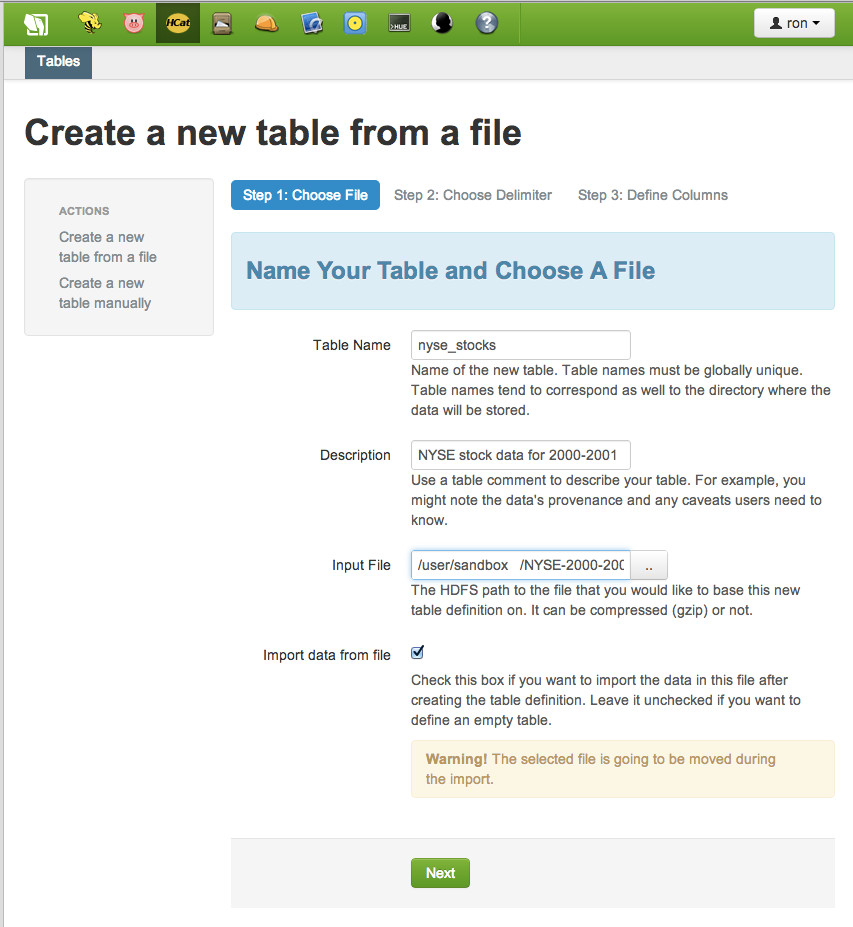 HCat
>HUE
?
ron
Tables
Create a new table from a file
ACTIONS
Create a new
table from a file
Create a new
table manually
Step 1: Choose File
Step 2: Choose Delimiter
Step 3: Define Columns
Name Your Table and Choose A File
Table Name
nyse_stocks
Name of the new table. Table names must be globally unique.
Table names tend to correspond as well to the directory where the
data will be stored.
Description
NYSE stock data for 2000-2001
Use a table comment to describe your table. For example, you
might note the data's provenance and any caveats users need to
know.
Input File
/user/sandbox /NYSE-2000-200
..
The HDFS path to the file that you would like to base this new
table definition on. It can be compressed (gzip) or not.
Import data from file
Check this box if you want to import the data in this file after
creating the table definition. Leave it unchecked if you want to
define an empty table.
Warning! The selected file is going to be moved during
the import.
Next